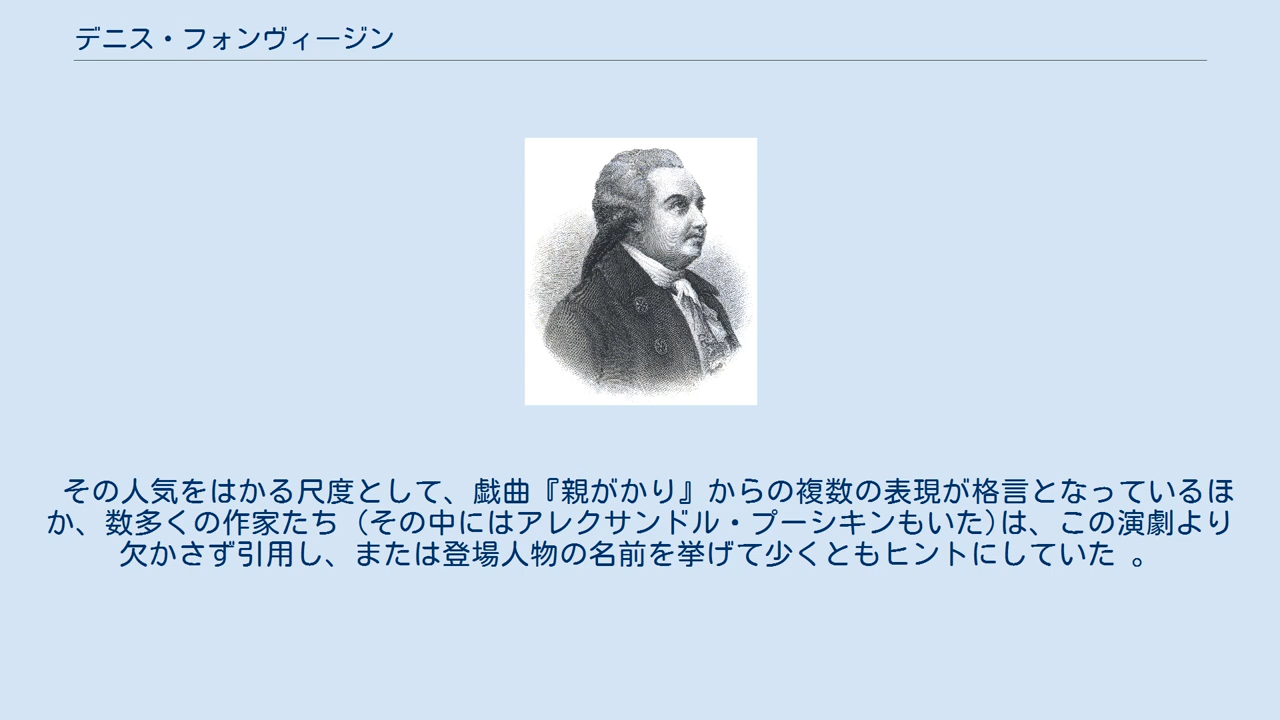 デニス・フォンヴィージン
その人気をはかる尺度として、戯曲『親がかり』からの複数の表現が格言となっているほ
か、数多くの作家たち (その中にはアレクサンドル・プーシキンもいた)は、この演劇より
欠かさず引用し、または登場人物の名前を挙げて少くともヒントにしていた 。